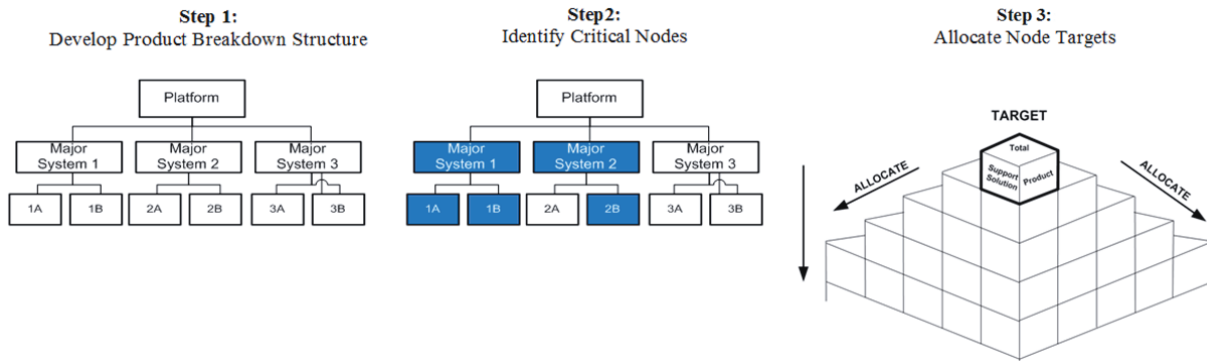 Step 1:
Develop Product Breakdown Structure
Platform
Major
System 1
Major
System 2
Major
System 3
1A
1B
2A
2B
3A
3B
Step2:
Identify Critical Nodes
Platform
Major
System 1
Major
System 2
Major
System 3
1A
1B
2A
2B
3A
3B
Step 3:
Allocate Node Targets
TARGET
Total
Support
Solution
Product
ALLOCATE
ALLOCATE